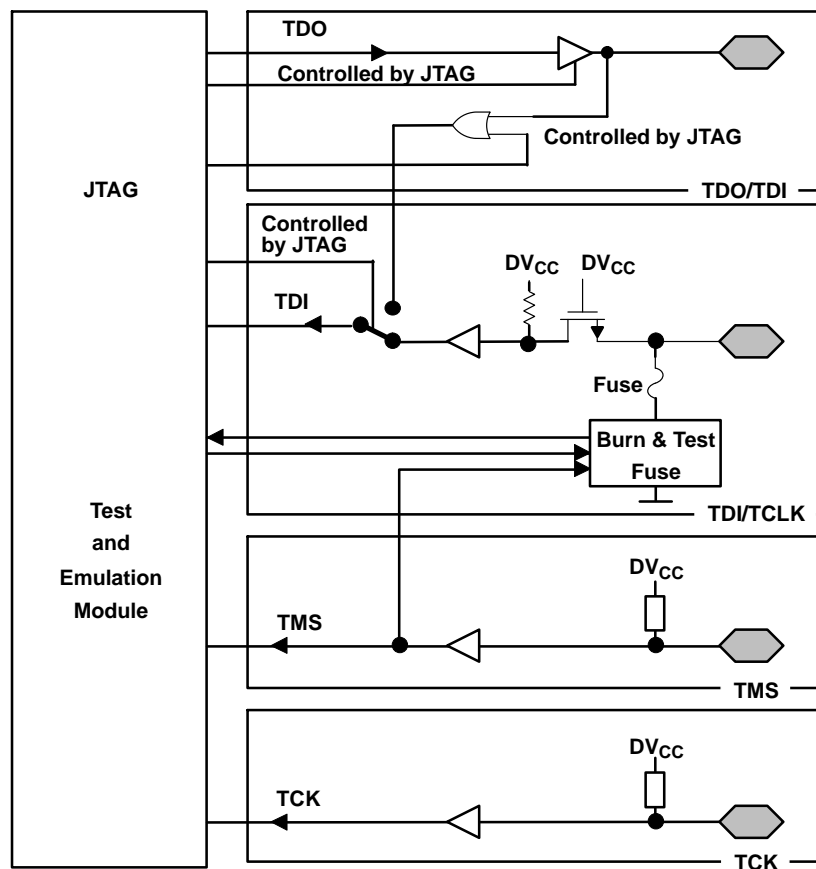 JTAG
Test
and
Emulation
Module
TDO
Controlled by JTAG
Controlled by JTAG
TDO/TDI
Controlled
by JTAG
DVCC
DVCC
TDI
Fuse
Burn & Test
Fuse
TDI/TCLK
DVCC
TMS
TMS
DVCC
TCK
TCK